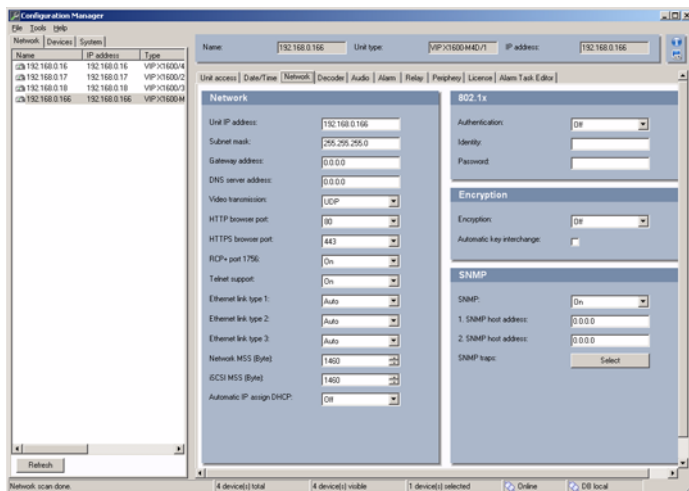 Configuration Manager
File Tools Help
Network Devices System
Name IP address Type
192.168.0.16 192.168.0.16 VIPX1600/4
192.168.0.17 192.168.0.17 VIPX1600/2
192.168.0.18 192.168.0.18 VIPX1600/3
192.168.0.166 192.168.0.166 VIPX1600-M
Name: 192.168.0.166 Unit type: VIPX1600-M4D/1 IP address: 192.168.0.166
Unit access Date/Time Network Decoder Audio Alarm Relay Periphery License Alarm Task Editor
Network
Unit IP address: 192.168.0.166
Subnet mask: 255.255.255.0
Gateway address: 0.0.0.0
DNS server address: 0.0.0.0
Video transmission: UDP
HTTP browser port: 80
HTTPS browser port: 443
RCP+ port 1756: On
Telnet support: On
Ethernet link type 1: Auto
Ethernet link type 2: Auto
Ethernet link type 3: Auto
Network MSS (Byte): 1460
iSCSI MSS (Byte): 1460
Automatic IP assign DHCP: Off
802.1x
Authentication: Off
Identity:
Password:
Encryption
Encryption: Off
Automatic key interchange:
SNMP
SNMP: On
1. SNMP host address: 0.0.0.0
2. SNMP host address: 0.0.0.0
SNMP traps: Select
Refresh
Network scan done. 4 device(s) total 4 device(s) visible 1 device(s) selected Online DB local